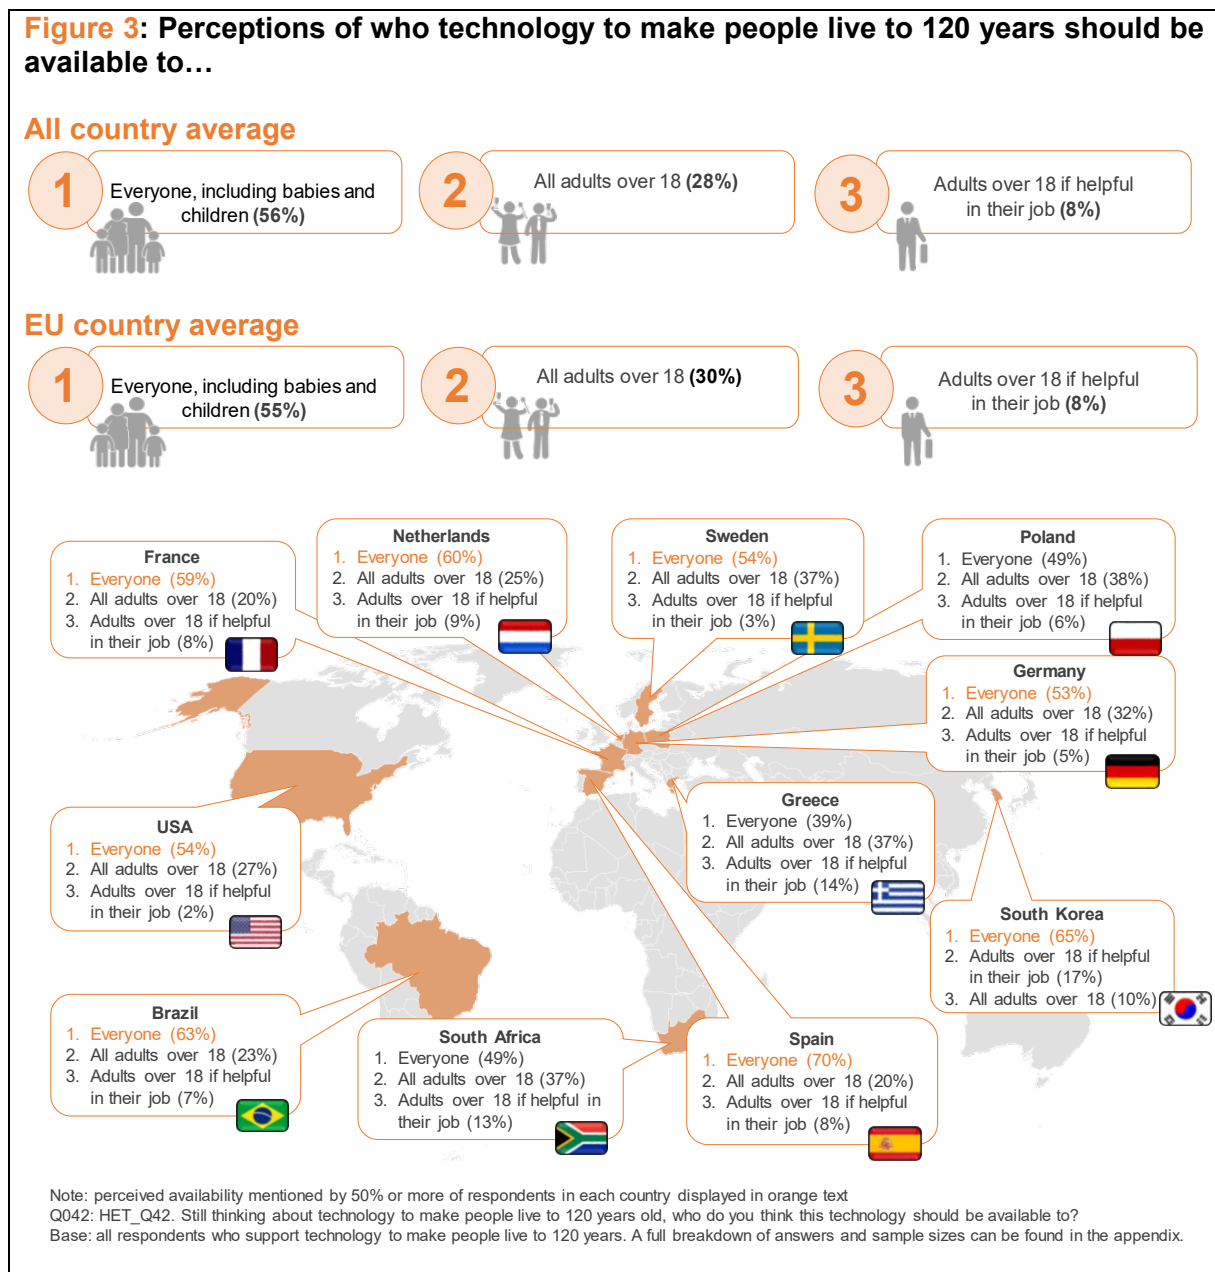 Figure 3: Perceptions of who technology to make people live to 120 years should be
available to…
All country average
1
Everyone, including babies and
children (56%)
2
All adults over 18 (28%)
3
Adults over 18 if helpful
in their job (8%)
EU country average
1
Everyone, including babies and
children (55%)
2
All adults over 18 (30%)
3
Adults over 18 if helpful
in their job (8%)
France
1. Everyone (59%)
2. All adults over 18 (20%)
3. Adults over 18 if helpful
in their job (8%)
Netherlands
1. Everyone (60%)
2. All adults over 18 (25%)
3. Adults over 18 if helpful
in their job (9%)
Sweden
1. Everyone (54%)
2. All adults over 18 (37%)
3. Adults over 18 if helpful
in their job (3%)
Poland
1. Everyone (49%)
2. All adults over 18 (38%)
3. Adults over 18 if helpful
in their job (6%)
Germany
1. Everyone (53%)
2. All adults over 18 (32%)
3. Adults over 18 if helpful
in their job (5%)
USA
1. Everyone (54%)
2. All adults over 18 (27%)
3. Adults over 18 if helpful
in their job (2%)
Greece
1. Everyone (39%)
2. All adults over 18 (37%)
3. Adults over 18 if helpful
in their job (14%)
South Korea
1. Everyone (65%)
2. Adults over 18 if helpful
in their job (17%)
3. All adults over 18 (10%)
Brazil
1. Everyone (63%)
2. All adults over 18 (23%)
3. Adults over 18 if helpful
in their job (7%)
South Africa
1. Everyone (49%)
2. All adults over 18 (37%)
3. Adults over 18 if helpful in
their job (13%)
Spain
1. Everyone (70%)
2. All adults over 18 (20%)
3. Adults over 18 if helpful
in their job (8%)
Note: perceived availability mentioned by 50% or more of respondents in each country displayed in orange text
Q042: HET_Q42. Still thinking about technology to make people live to 120 years old, who do you think this technology should be available to?
Base: all respondents who support technology to make people live to 120 years. A full breakdown of answers and sample sizes can be found in the appendix.